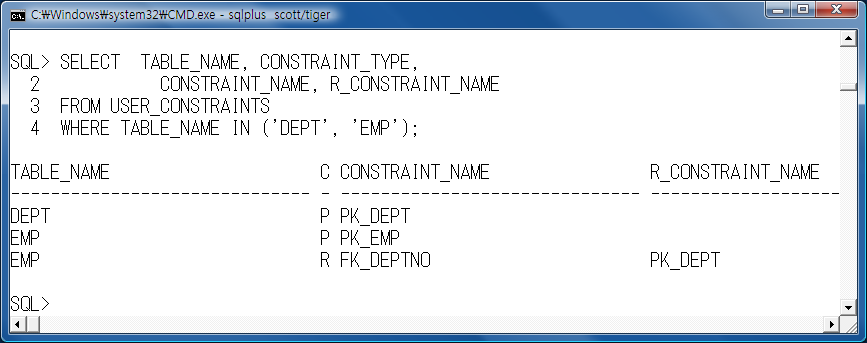 C:₩Windows₩system32₩CMD.exe - sqlplus  scott/tiger
SQL> SELECT  TABLE_NAME, CONSTRAINT_TYPE,
  2            CONSTRAINT_NAME, R_CONSTRAINT_NAME
  3  FROM USER_CONSTRAINTS
  4  WHERE TABLE_NAME IN ('DEPT', 'EMP');
TABLE_NAME                     C CONSTRAINT_NAME                R_CONSTRAINT_NAME
------------------------------ - ------------------------------ -------------------
DEPT                           P PK_DEPT
EMP                            P PK_EMP
EMP                            R FK_DEPTNO                      PK_DEPT
SQL>